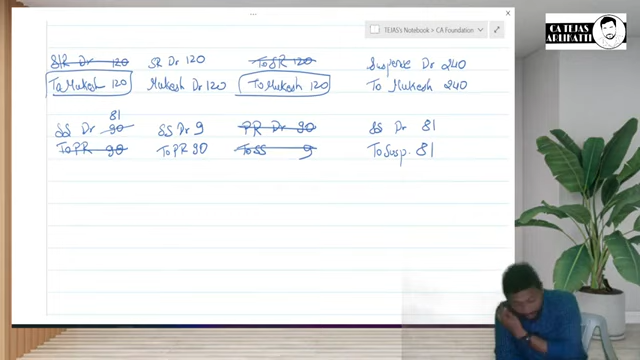 TEJAS's Notebook > CA Foundation
CA TEJAS
SR Dr 120 SR Dr 120 To SR 120 Suspense Dr 240
To Mukesh 120 Mukesh Dr 120 To Mukesh 120 To Mukesh 240
81
SS Dr 90 SS Dr 9 PR Dr 90 SS Dr 81
To PR 90 To PR 90 To SS 9 To Susp. 81